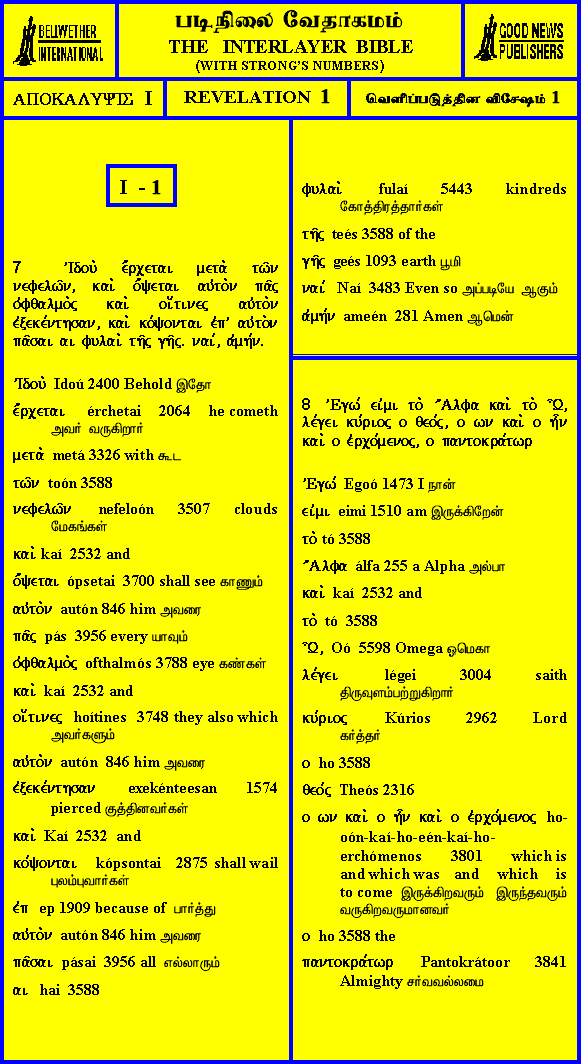 BELLWETHER
INTERNATIONAL
படிநிலை வேதாகமம்
THE INTERLAYER BIBLE
(WITH STRONG'S NUMBERS)
GOOD NEWS
PUBLISHERS
ΑΠΟΚΑΛΥΨΙΣ I
REVELATION 1
வெளிப்படுத்தின விசேஷம் 1
I - 1
7 Ἰδοὺ ἔρχεται μετὰ τῶν
νεφελῶν, καὶ ὄψεται αὐτὸν πᾶς
ὀφθαλμὸς καὶ οἵτινες αὐτὸν
ἐξεκέντησαν, καὶ κόψονται ἐπ' αὐτὸν
πᾶσαι αι φυλαὶ τῆς γῆς. ναί, ἀμήν.
Ἰδοὺ Idoú 2400 Behold இதோ
ἔρχεται érchetai 2064 he cometh
அவர் வருகிறார்
μετὰ metá 3326 with கூட
τῶν toón 3588
νεφελῶν nefeloón 3507 clouds
மேகங்கள்
καὶ kaí 2532 and
ὄψεται ópsetai 3700 shall see காணும்
αὐτὸν autón 846 him அவரை
πᾶς pás 3956 every யாவும்
ὀφθαλμὸς ofthalmós 3788 eye கண்கள்
καὶ kaí 2532 and
οἵτινες hoítines 3748 they also which
அவர்களும்
αὐτὸν autón 846 him அவரை
ἐξεκέντησαν exekénteesan 1574
pierced குத்தினவர்கள்
καὶ Kaí 2532 and
κόψονται kópsontai 2875 shall wail
புலம்புவார்கள்
ἐπ ep 1909 because of பார்த்து
αὐτὸν autón 846 him அவரை
πᾶσαι pásai 3956 all எல்லாரும்
αι hai 3588
φυλαὶ fulaí 5443 kindreds
கோத்திரத்தார்கள்
τῆς teés 3588 of the
γῆς geés 1093 earth பூமி
ναί Naí 3483 Even so அப்படியே ஆகும்
ἀμήν ameén 281 Amen ஆமென்
8 Ἐγώ εἰμι τὸ Ἄλφα καὶ τὸ Ὦ,
λέγει κύριος ο θεός, ο ων καὶ ο ἦν
καὶ ο ἐρχόμενος, ο παντοκράτωρ
Ἐγώ Egoó 1473 I நான்
εἰμι eimi 1510 am இருக்கிறேன்
τὸ tó 3588
Ἄλφα álfa 255 a Alpha அல்பா
καὶ kaí 2532 and
τὸ tó 3588
Ὦ, Oó 5598 Omega ஒமெகா
λέγει légei 3004 saith
திருவுளம்பற்றுகிறார்
κύριος Kúrios 2962 Lord
கர்த்தர்
ο ho 3588
θεός Theós 2316
ο ων καὶ ο ἦν καὶ ο ἐρχόμενος ho-
oón-kaí-ho-eén-kaí-ho-
erchómenos 3801 which is
and which was and which is
to come இருக்கிறவரும் இருந்தவரும்
வருகிறவருமானவர்
ο ho 3588 the
παντοκράτωρ Pantokrátoor 3841
Almighty சர்வவல்லமை